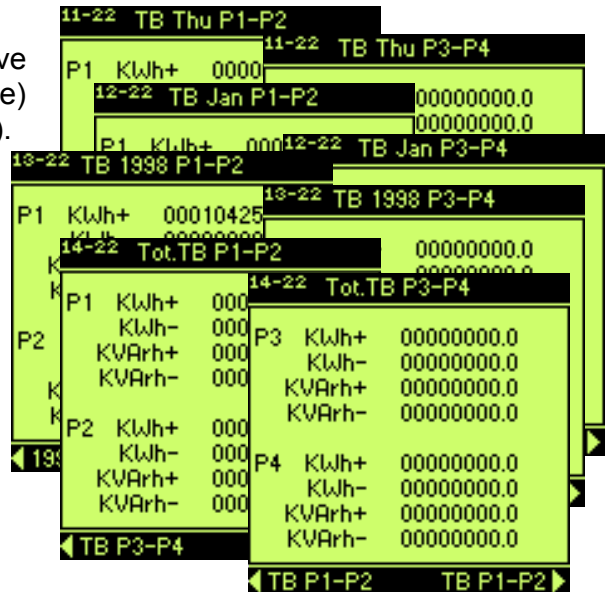 ve
e)
).
11-22 TB Thu P1-P2
P1 KWh+ 0000
11-22 TB Thu P3-P4
00000000.0
00000000.0
12-22 TB Jan P1-P2
P1 KWh+ 000
12-22 TB Jan P3-P4
13-22 TB 1998 P1-P2
P1 KWh+ 00010425
P2
13-22 TB 1998 P3-P4
00000000.0
14-22 Tot.TB P1-P2
P1 KWh+ 000
KWh- 000
KVArh+ 000
KVArh- 000
P2 KWh+ 000
KWh- 000
KVArh+ 000
KVArh- 000
TB P3-P4
14-22 Tot.TB P3-P4
P3 KWh+ 00000000.0
KWh- 00000000.0
KVArh+ 00000000.0
KVArh- 00000000.0
P4 KWh+ 00000000.0
KWh- 00000000.0
KVArh+ 00000000.0
KVArh- 00000000.0
TB P1-P2 TB P1-P2